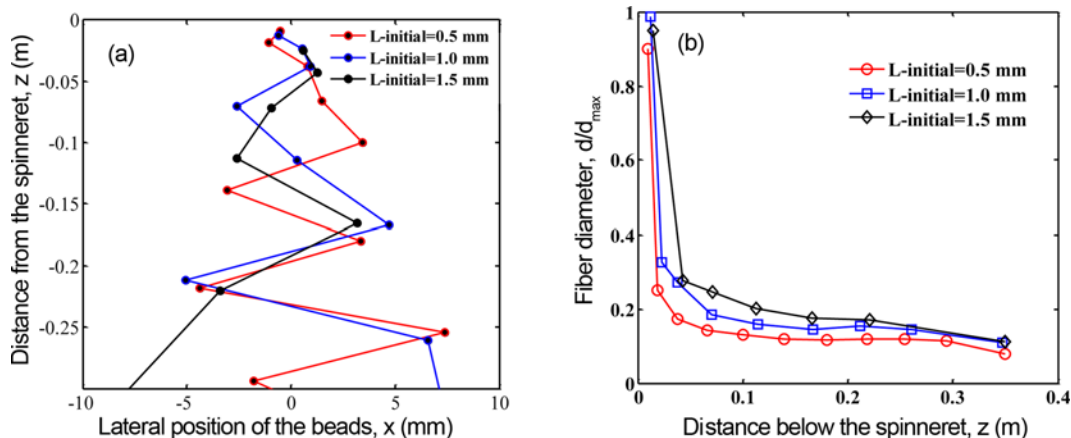 (a)
L-initial=0.5 mm
L-initial=1.0 mm
L-initial=1.5 mm
Distance from the spinneret, z (m)
0
-0.05
-0.1
-0.15
-0.2
-0.25
-10
-5
0
5
10
Lateral position of the beads, x (mm)
(b)
L-initial=0.5 mm
L-initial=1.0 mm
L-initial=1.5 mm
Fiber diameter, d/dmax
1
0.8
0.6
0.4
0.2
0
0
0.1
0.2
0.3
0.4
Distance below the spinneret, z (m)